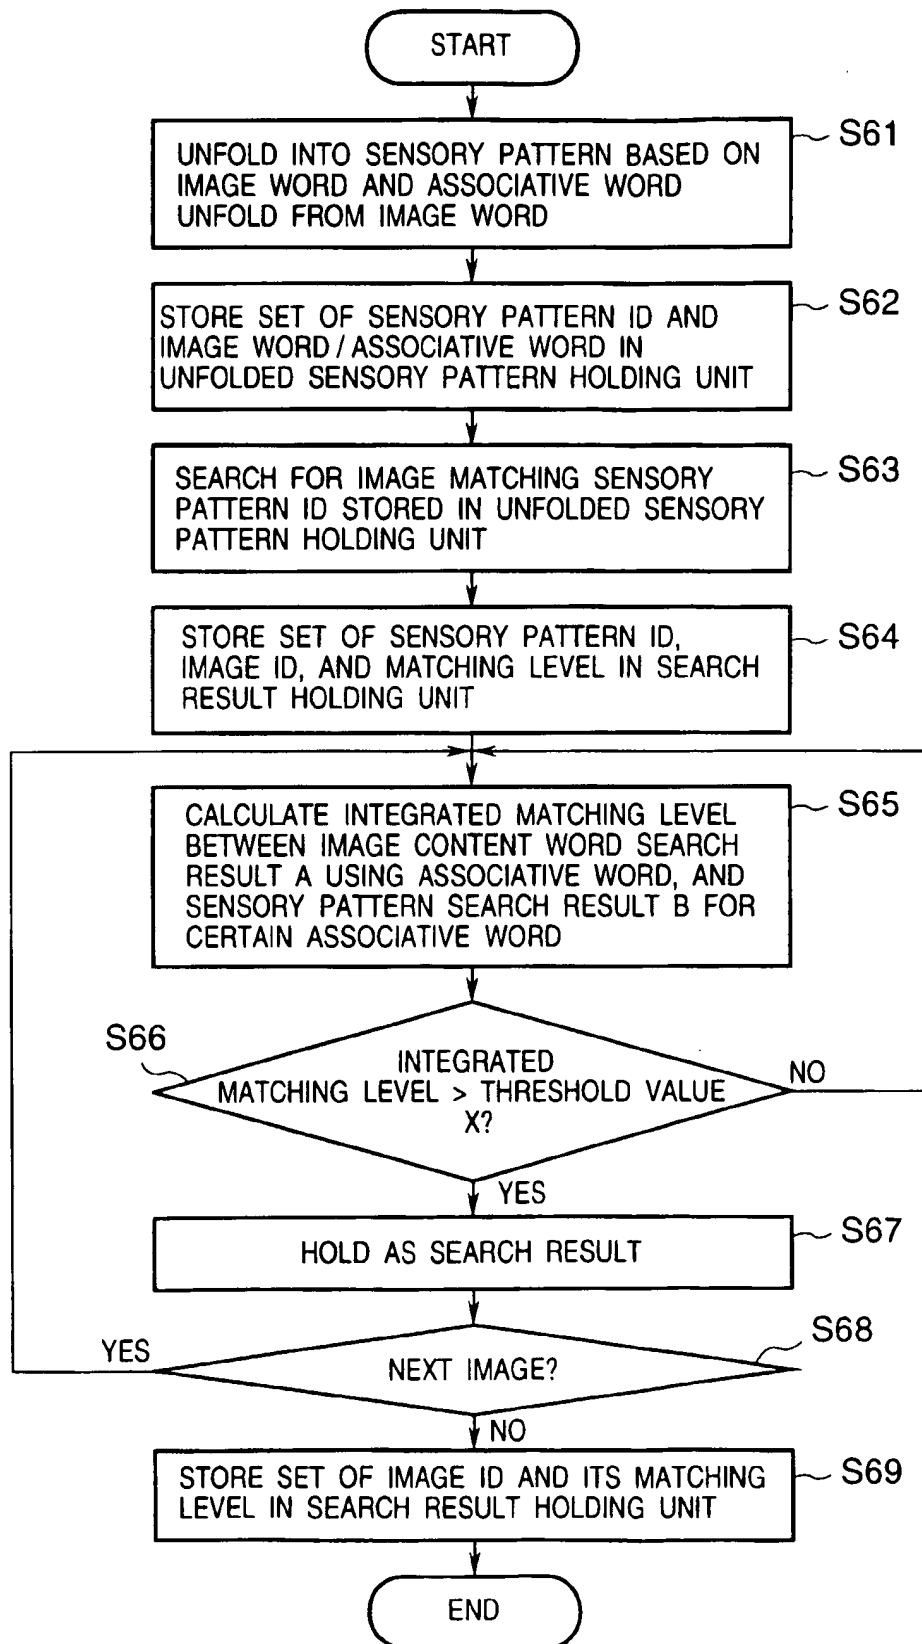 START
S61
UNFOLD INTO SENSORY PATTERN BASED ON
IMAGE WORD AND ASSOCIATIVE WORD
UNFOLD FROM IMAGE WORD
S62
STORE SET OF SENSORY PATTERN ID AND
IMAGE WORD / ASSOCIATIVE WORD IN
UNFOLDED SENSORY PATTERN HOLDING UNIT
S63
SEARCH FOR IMAGE MATCHING SENSORY
PATTERN ID STORED IN UNFOLDED SENSORY
PATTERN HOLDING UNIT
S64
STORE SET OF SENSORY PATTERN ID,
IMAGE ID, AND MATCHING LEVEL IN SEARCH
RESULT HOLDING UNIT
S65
CALCULATE INTEGRATED MATCHING LEVEL
BETWEEN IMAGE CONTENT WORD SEARCH
RESULT A USING ASSOCIATIVE WORD, AND
SENSORY PATTERN SEARCH RESULT B FOR
CERTAIN ASSOCIATIVE WORD
S66
INTEGRATED
MATCHING LEVEL > THRESHOLD VALUE
X?
NO
YES
S67
HOLD AS SEARCH RESULT
S68
YES
NEXT IMAGE?
NO
S69
STORE SET OF IMAGE ID AND ITS MATCHING
LEVEL IN SEARCH RESULT HOLDING UNIT
END